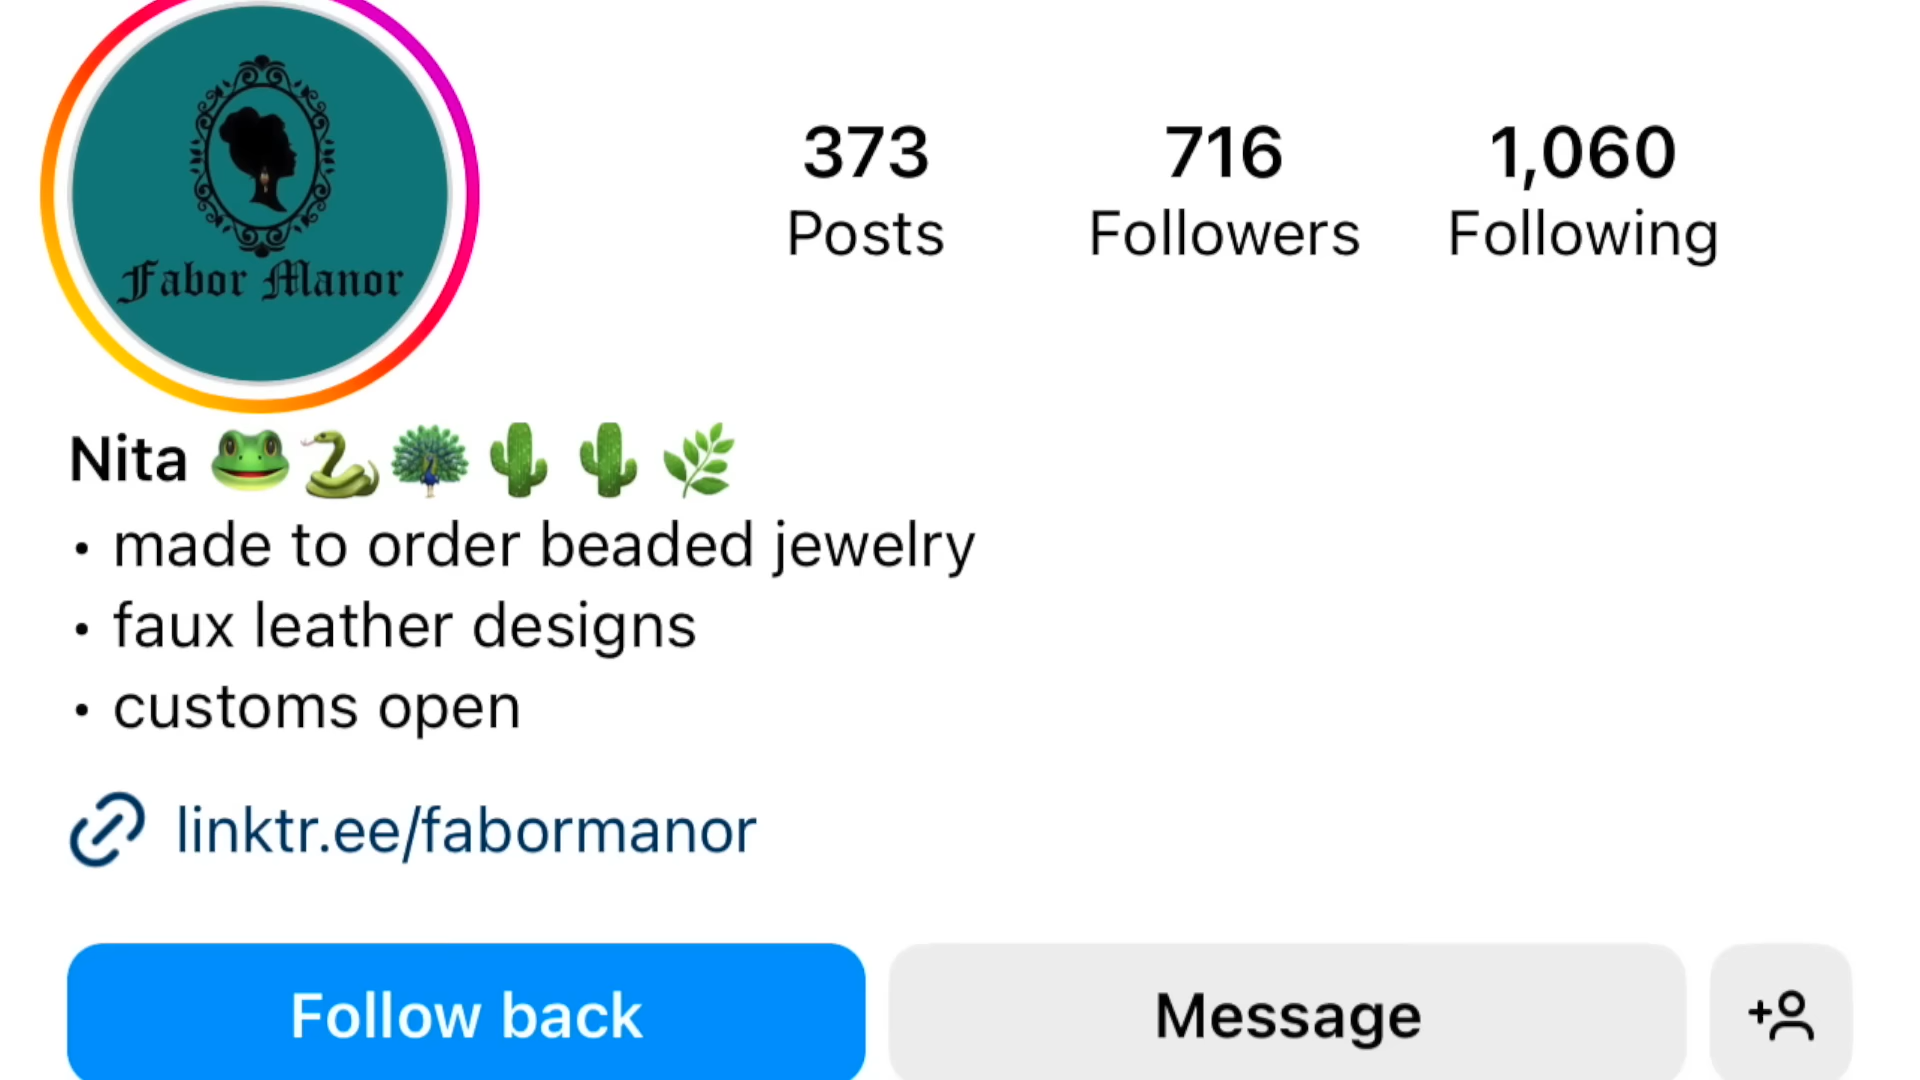 Fabor Manor
373 716 1,060
Posts Followers Following
Nita 🐸🐍🦚🌵🌵🌿
• made to order beaded jewelry
• faux leather designs
• customs open
linktr.ee/fabormanor
Follow back Message